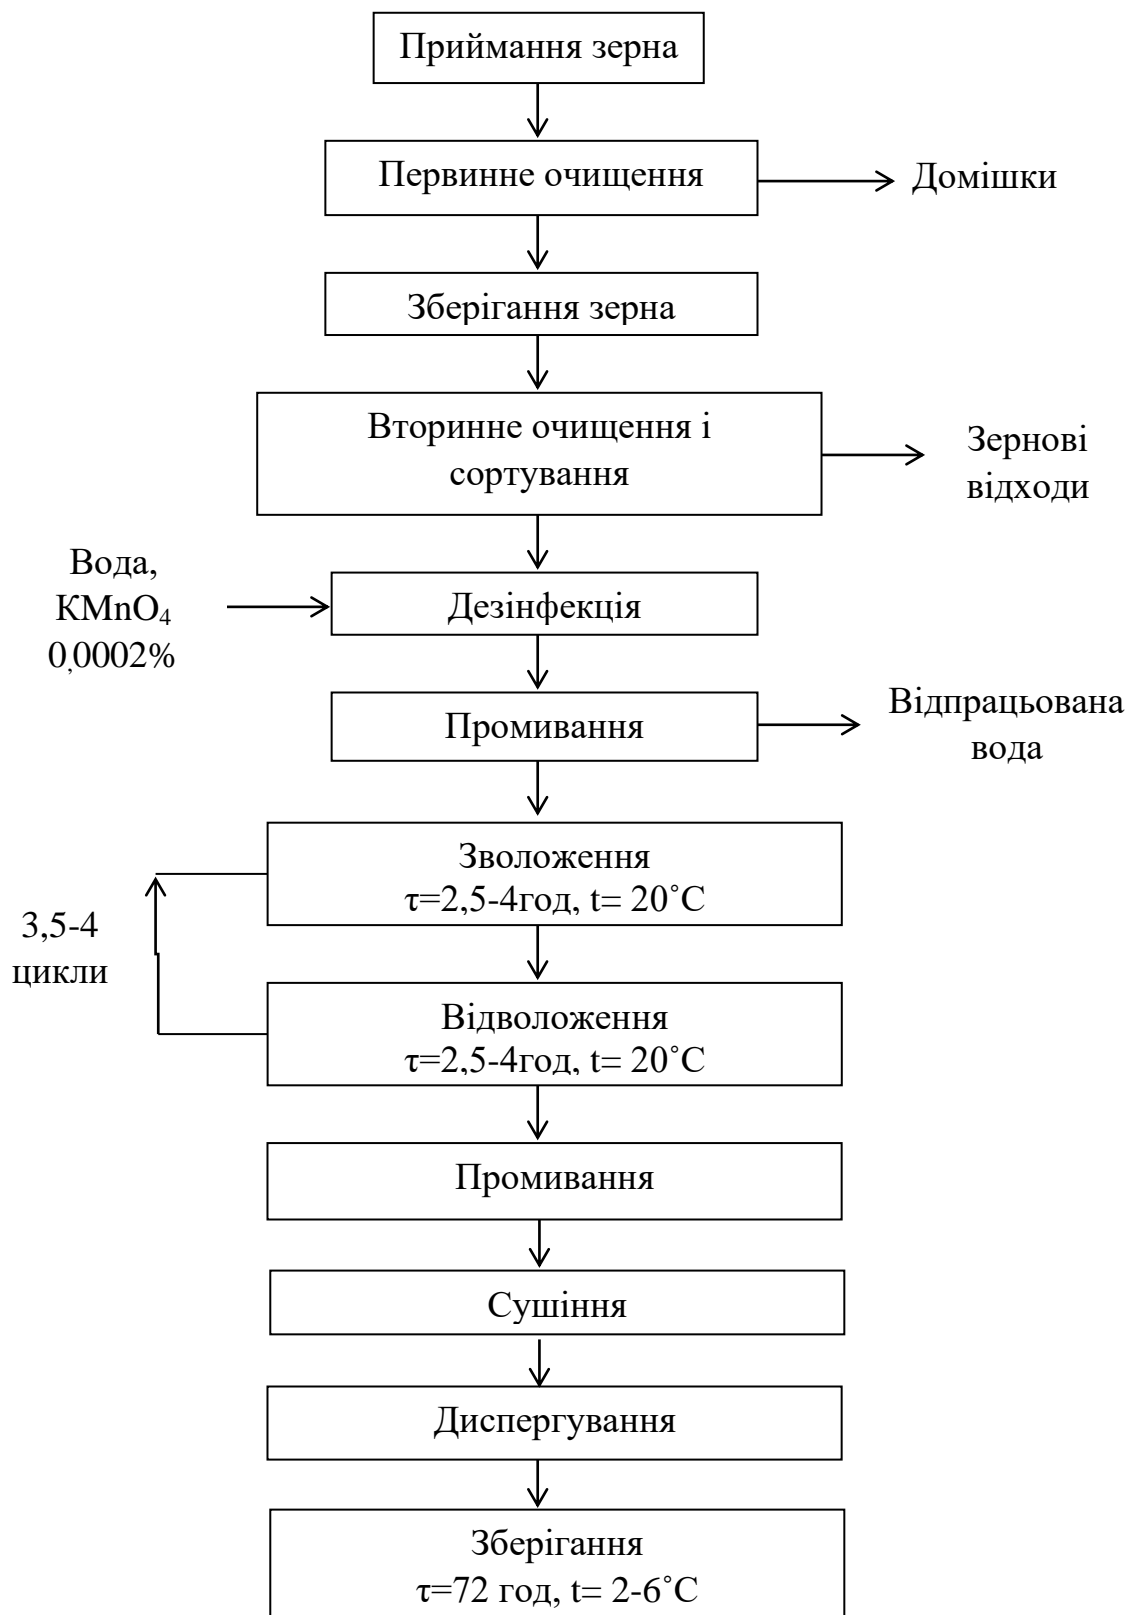 Приймання зерна
Первинне очищення
Домішки
Зберігання зерна
Вторинне очищення і
сортування
Зернові
відходи
Вода,
KMnO₄
0,0002%
Дезінфекція
Промивання
Відпрацьована
вода
Зволоження
τ=2,5-4год, t= 20˚C
3,5-4
цикли
Відволоження
τ=2,5-4год, t= 20˚C
Промивання
Сушіння
Диспергування
Зберігання
τ=72 год, t= 2-6˚C